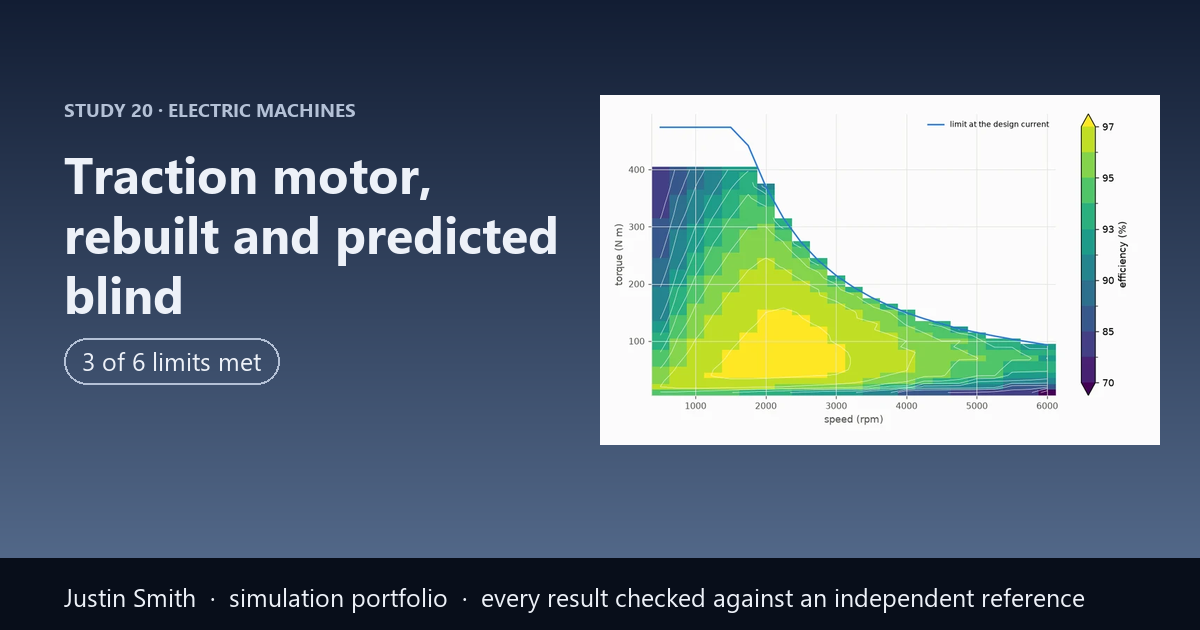 STUDY 20 · ELECTRIC MACHINES
Traction motor,
rebuilt and predicted
blind
3 of 6 limits met
limit at the design current
400
300
200
100
torque (N m)
1000 2000 3000 4000 5000 6000
speed (rpm)
97
95
93
90
85
70
efficiency (%)
Justin Smith · simulation portfolio · every result checked against an independent reference